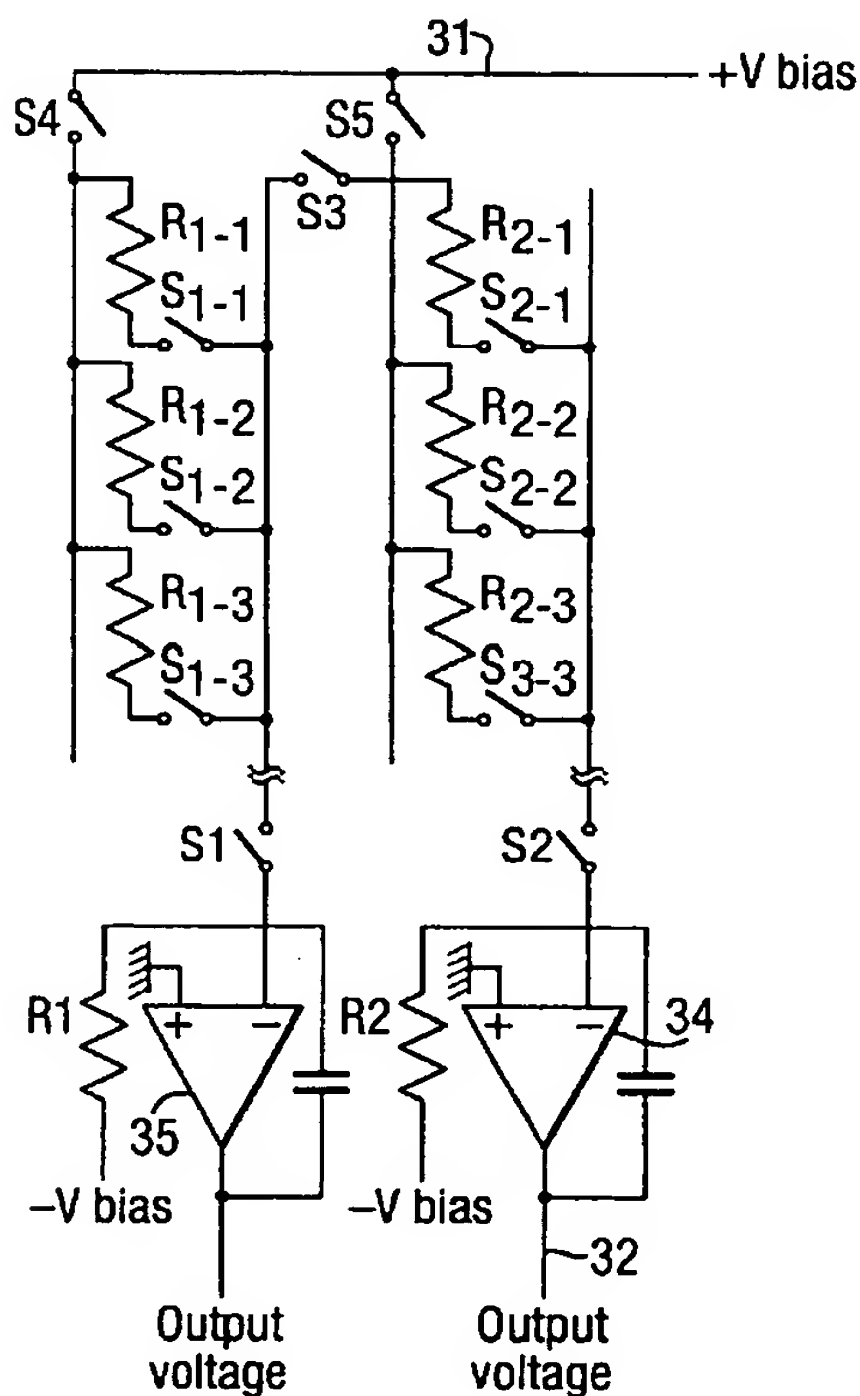 31
+V bias
S4
S5
S3
R1-1
S1-1
R2-1
S2-1
R1-2
S1-2
R2-2
S2-2
R1-3
S1-3
R2-3
S3-3
S1
S2
R1
+
−
35
−V bias
Output
voltage
R2
+
−
34
−V bias
32
Output
voltage